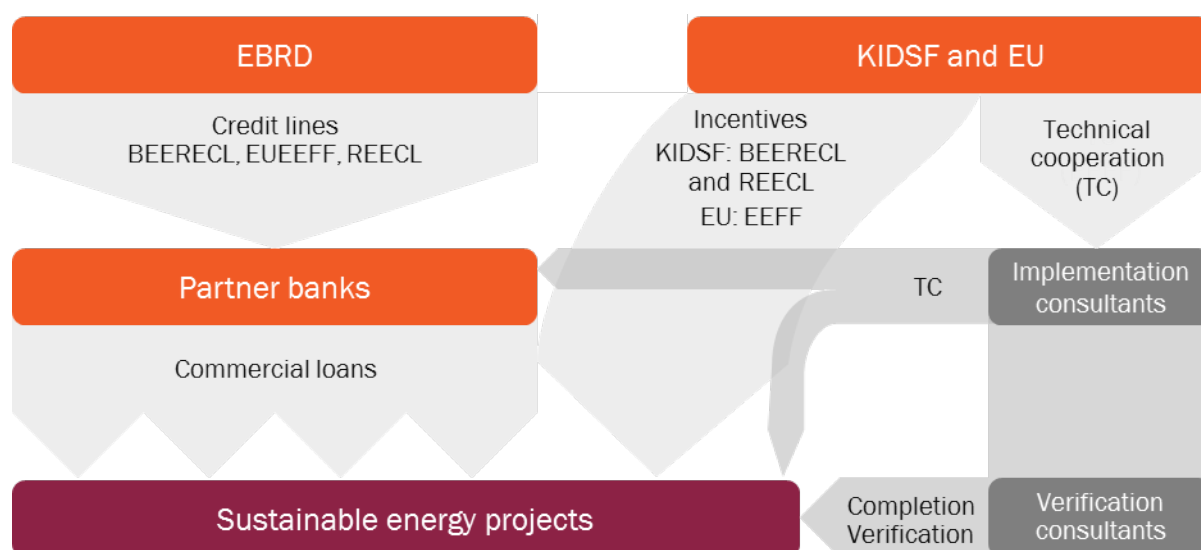 EBRD
KIDSF and EU
Credit lines
BEERECL, EUEEFF, REECL
Incentives
KIDSF: BEERECL
and REECL
EU: EEFF
Technical
cooperation
(TC)
Partner banks
TC
Implementation
consultants
Commercial loans
Sustainable energy projects
Completion
Verification
Verification
consultants